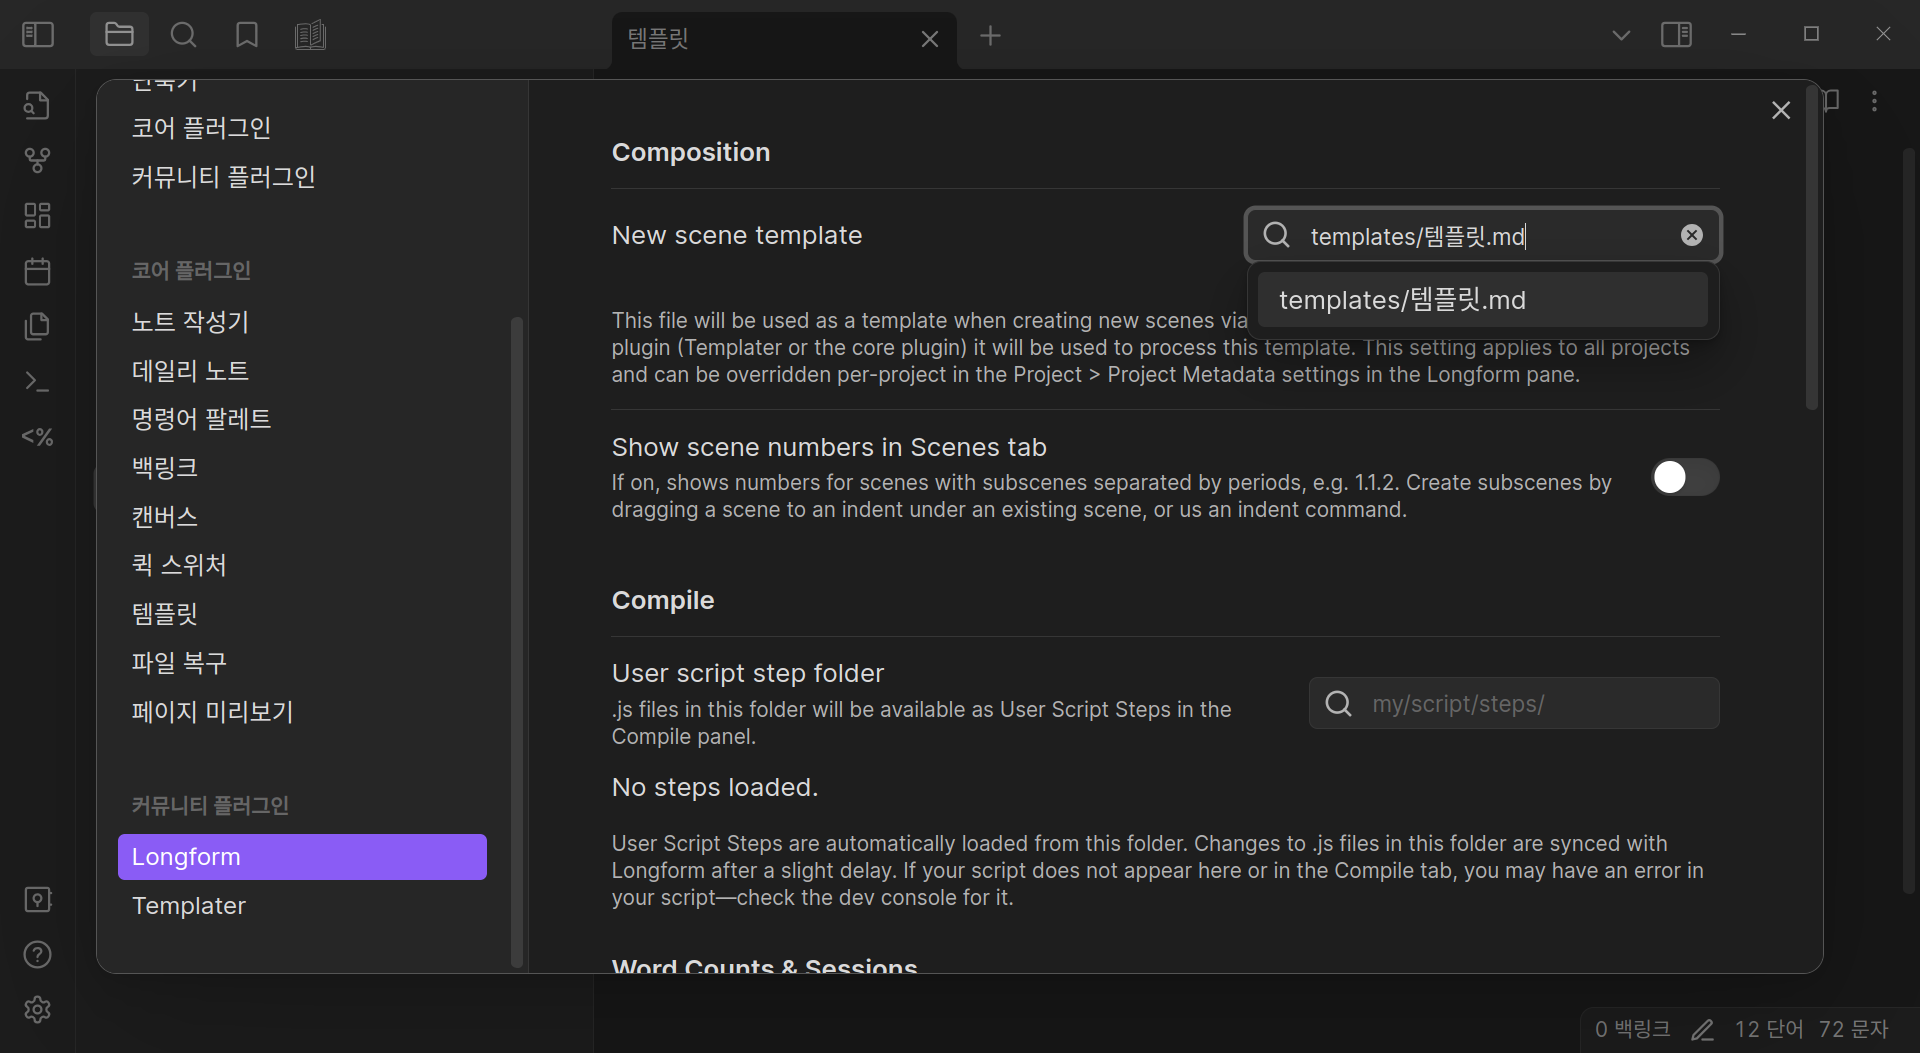 템플릿
단축키
코어 플러그인
커뮤니티 플러그인
코어 플러그인
노트 작성기
데일리 노트
명령어 팔레트
백링크
캔버스
퀵 스위처
템플릿
파일 복구
페이지 미리보기
커뮤니티 플러그인
Longform
Templater
<%
Composition
New scene template
templates/템플릿.md
templates/템플릿.md
This file will be used as a template when creating new scenes via
plugin (Templater or the core plugin) it will be used to process this template. This setting applies to all projects
and can be overridden per-project in the Project > Project Metadata settings in the Longform pane.
Show scene numbers in Scenes tab
If on, shows numbers for scenes with subscenes separated by periods, e.g. 1.1.2. Create subscenes by
dragging a scene to an indent under an existing scene, or us an indent command.
Compile
User script step folder
.js files in this folder will be available as User Script Steps in the
Compile panel.
my/script/steps/
No steps loaded.
User Script Steps are automatically loaded from this folder. Changes to .js files in this folder are synced with
Longform after a slight delay. If your script does not appear here or in the Compile tab, you may have an error in
your script—check the dev console for it.
Word Counts & Sessions
0 백링크 12 단어 72 문자